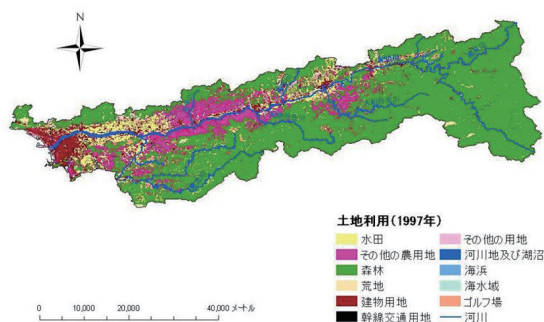 N
土地利用(1997年)
水田
その他の農用地
森林
荒地
建物用地
幹線交通用地
その他の用地
河川地及び湖沼
海浜
海水域
ゴルフ場
河川
0 10,000 20,000 40,000 メートル